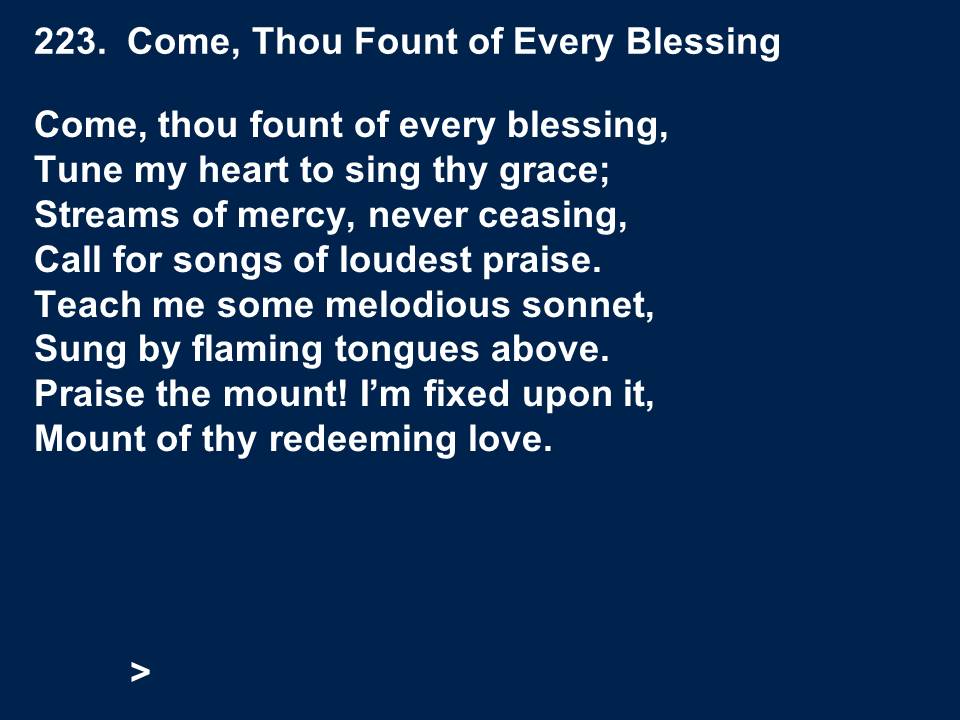 223.  Come, Thou Fount of Every Blessing
Come, thou fount of every blessing,
Tune my heart to sing thy grace;
Streams of mercy, never ceasing,
Call for songs of loudest praise.
Teach me some melodious sonnet,
Sung by flaming tongues above.
Praise the mount! I’m fixed upon it,
Mount of thy redeeming love.
>